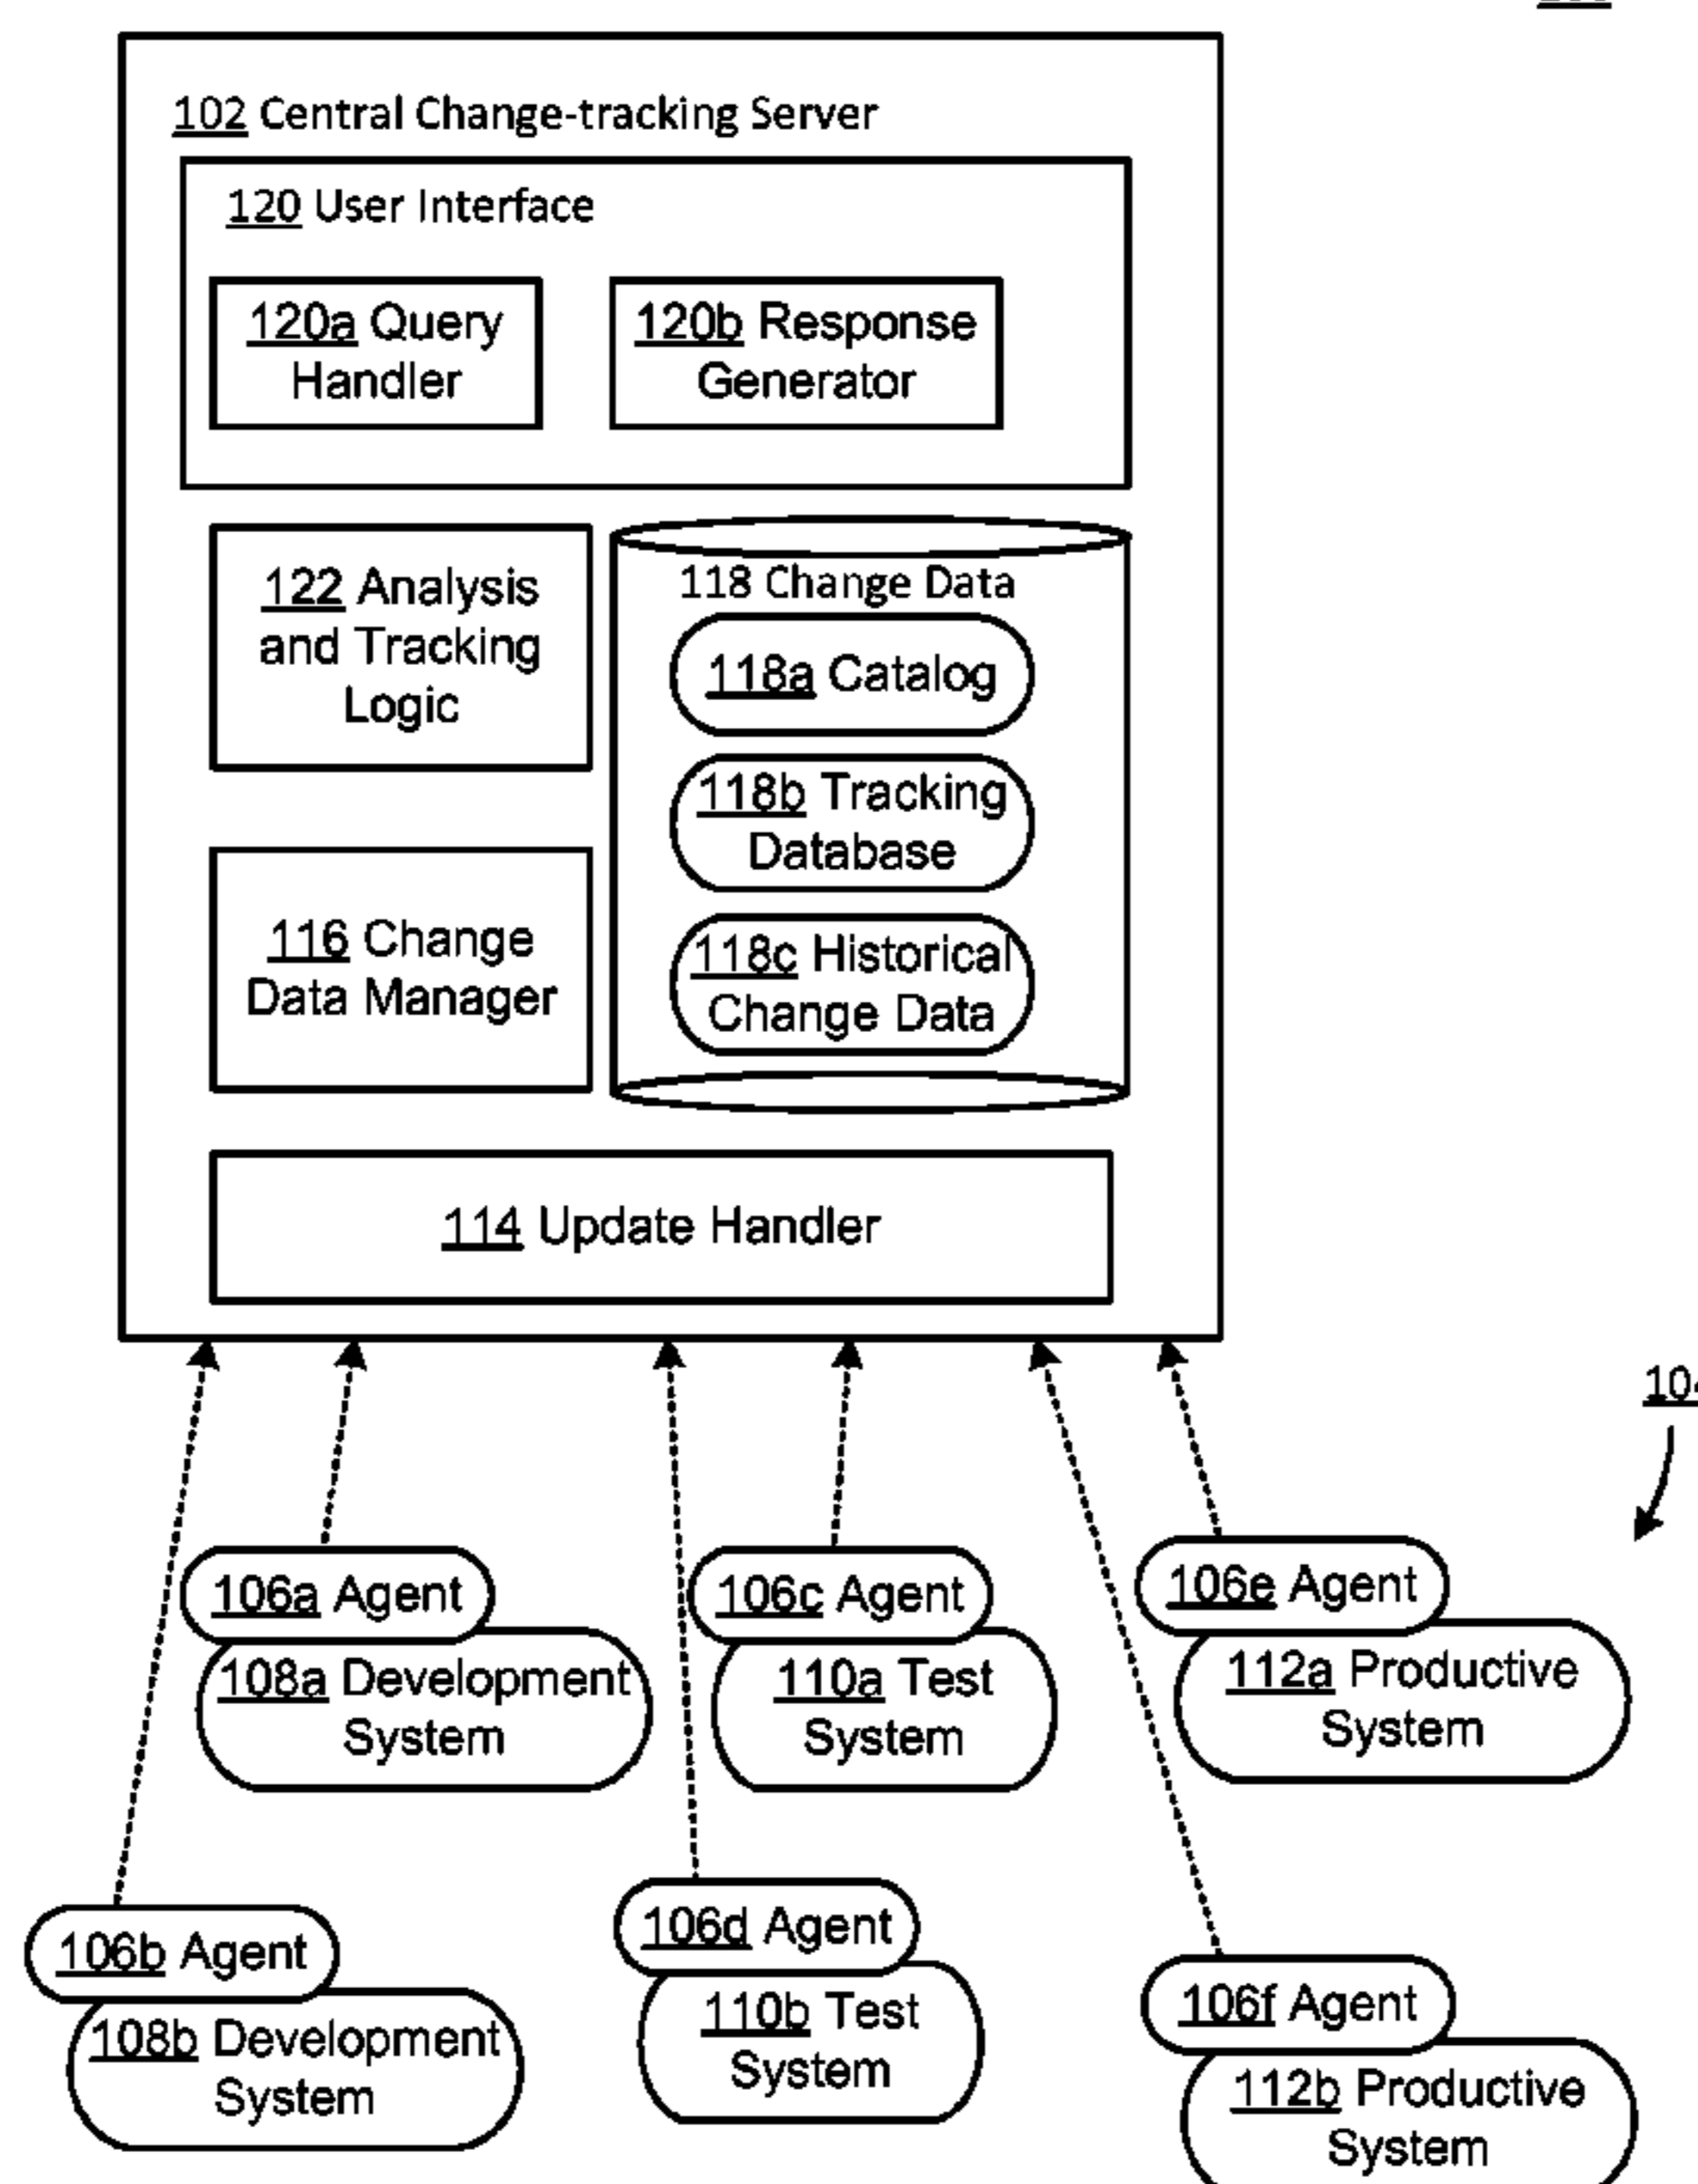 102 Central Change-tracking Server
120 User Interface
120a Query
Handler
120b Response
Generator
122 Analysis
and Tracking
Logic
118 Change Data
118a Catalog
118b Tracking
Database
118c Historical
Change Data
116 Change
Data Manager
114 Update Handler
106a Agent
108a Development
System
106c Agent
110a Test
System
106e Agent
112a Productive
System
106b Agent
108b Development
System
106d Agent
110b Test
System
106f Agent
112b Productive
System